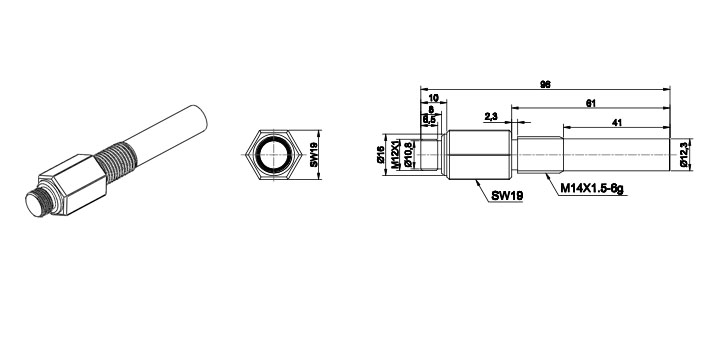 96
10
61
8
6,5
2,3
41
SW19
Ø16
M12X1
Ø10,8
Ø12,3
SW19
M14X1.5-6g